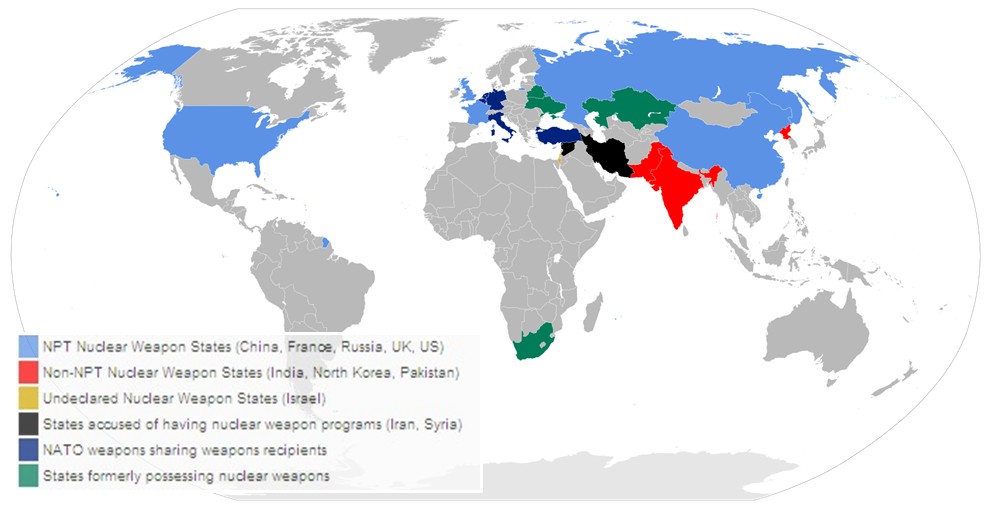 NPT Nuclear Weapon States (China, France, Russia, UK, US)
Non-NPT Nuclear Weapon States (India, North Korea, Pakistan)
Undeclared Nuclear Weapon States (Israel)
States accused of having nuclear weapon programs (Iran, Syria)
NATO weapons sharing weapons recipients
States formerly possessing nuclear weapons